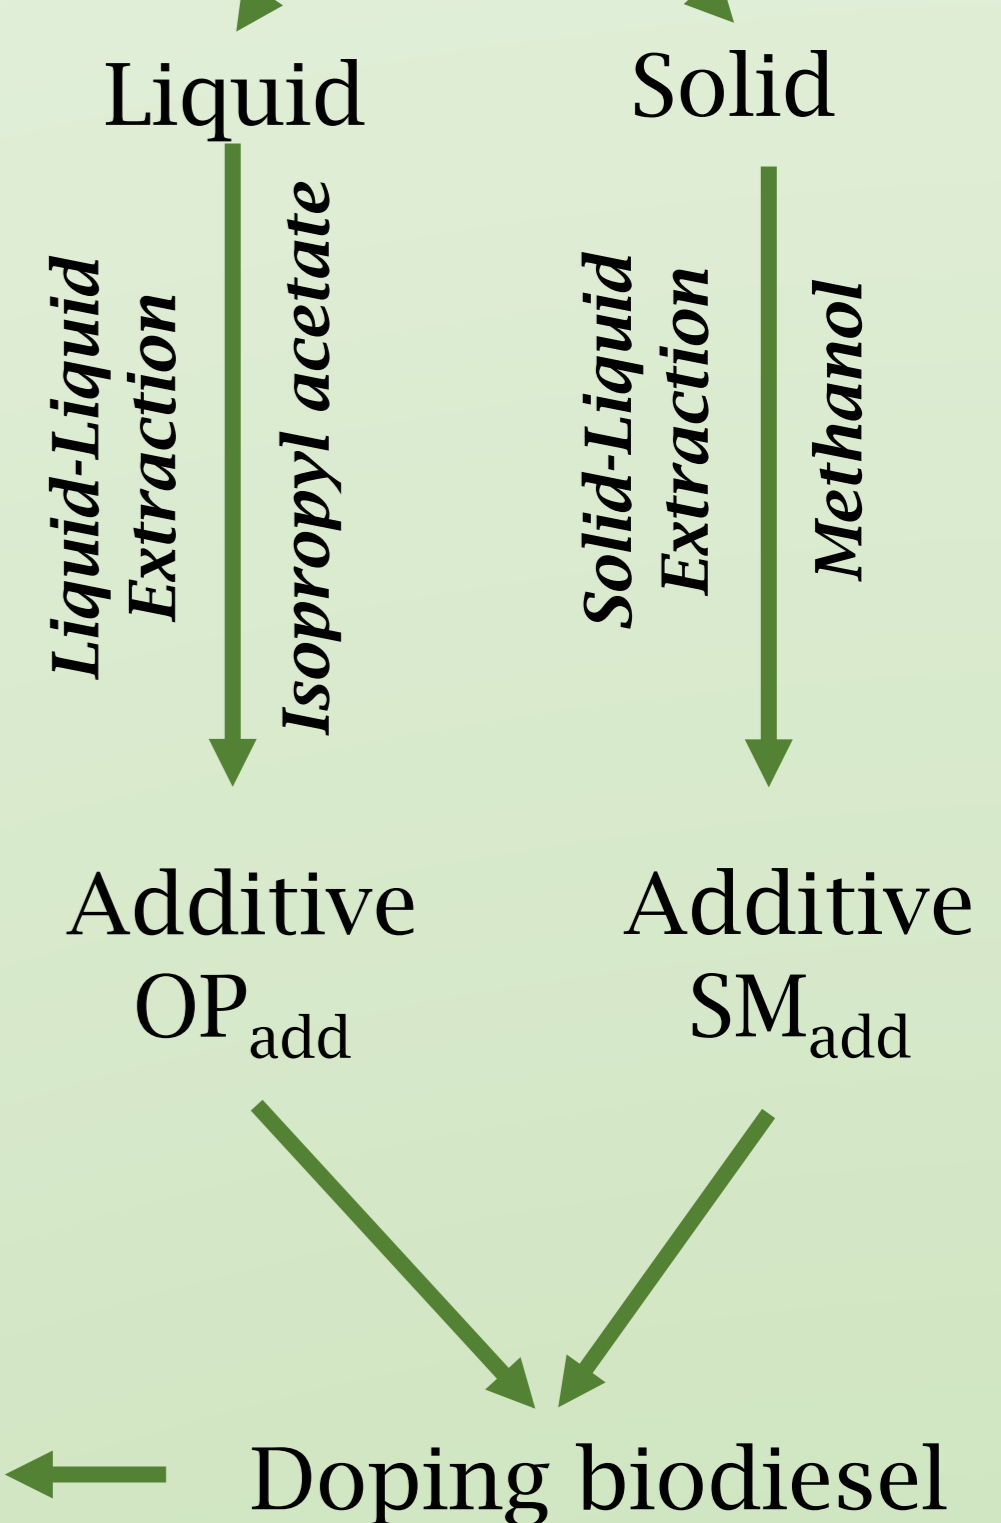 Liquid
Solid
Liquid-Liquid
Extraction
Isopropyl acetate
Solid-Liquid
Extraction
Methanol
Additive
OPadd
Additive
SMadd
Doping biodiesel